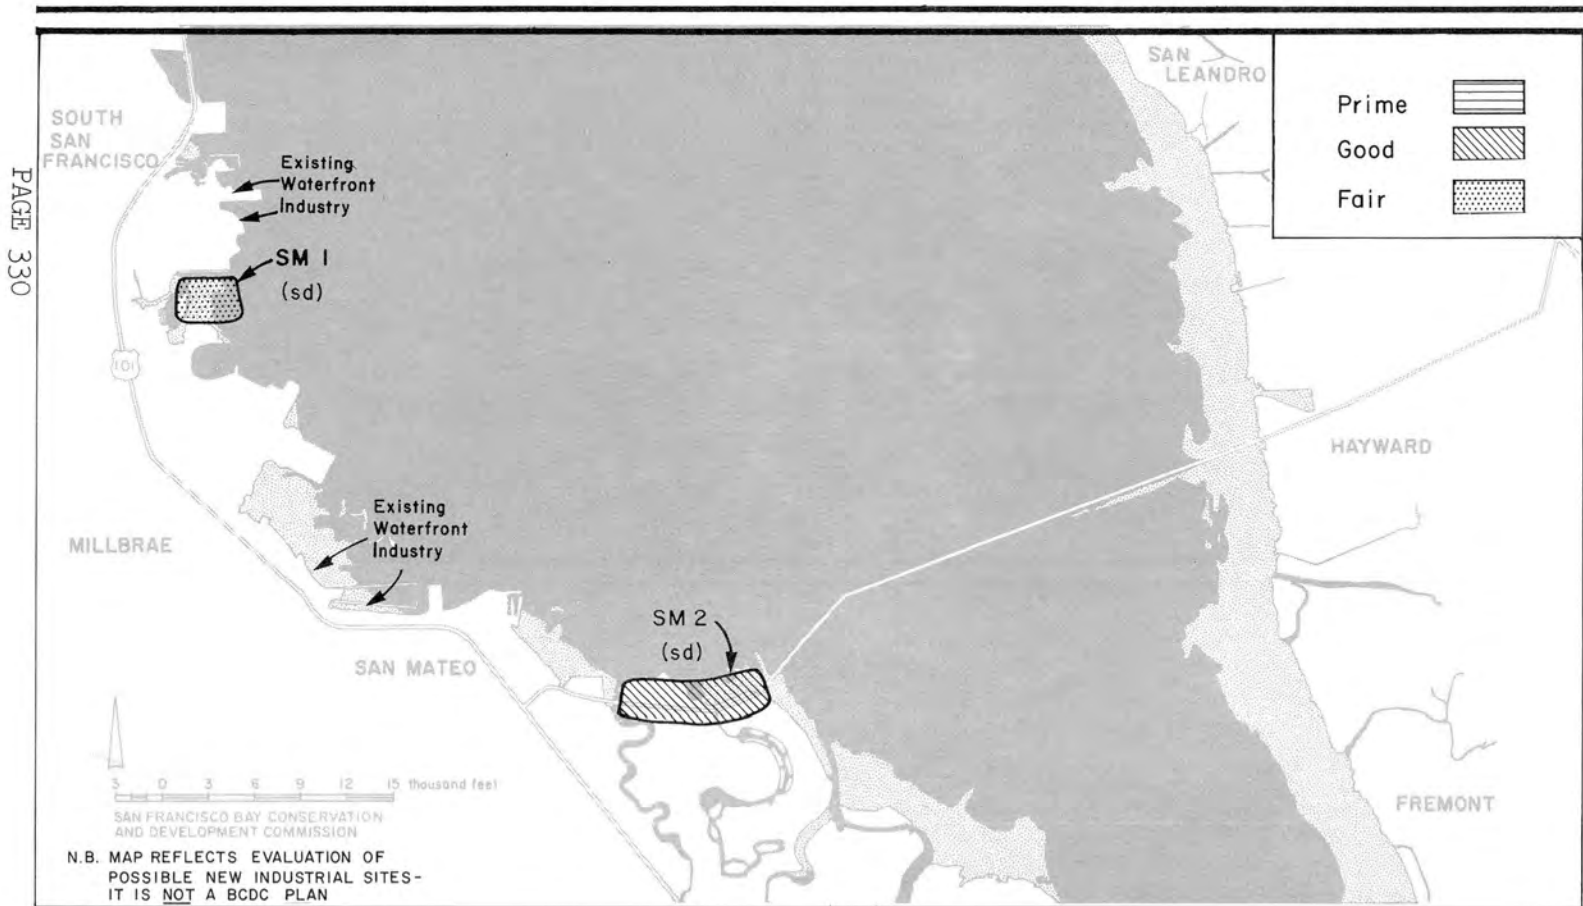 PAGE 330
SAN
LEANDRO
Prime
Good
Fair
SOUTH
SAN
FRANCISCO
Existing
Waterfront
Industry
SM 1
(sd)
101
HAYWARD
Existing
Waterfront
Industry
MILLBRAE
SM 2
(sd)
SAN MATEO
3 0 3 6 9 12 15 thousand feet
SAN FRANCISCO BAY CONSERVATION
AND DEVELOPMENT COMMISSION
FREMONT
N.B. MAP REFLECTS EVALUATION OF
POSSIBLE NEW INDUSTRIAL SITES-
IT IS NOT A BCDC PLAN